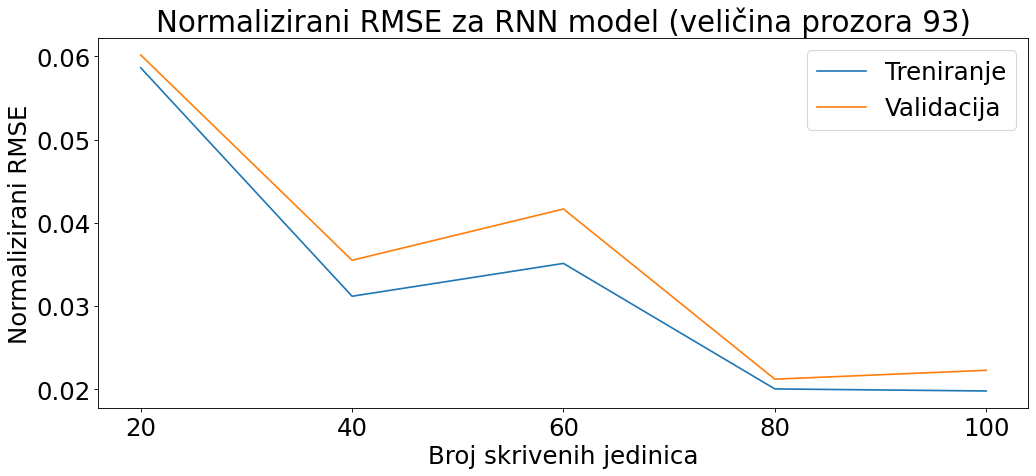 Normalizirani RMSE za RNN model (veličina prozora 93)
Treniranje
Validacija
Normalizirani RMSE
0.06
0.05
0.04
0.03
0.02
20 40 60 80 100
Broj skrivenih jedinica